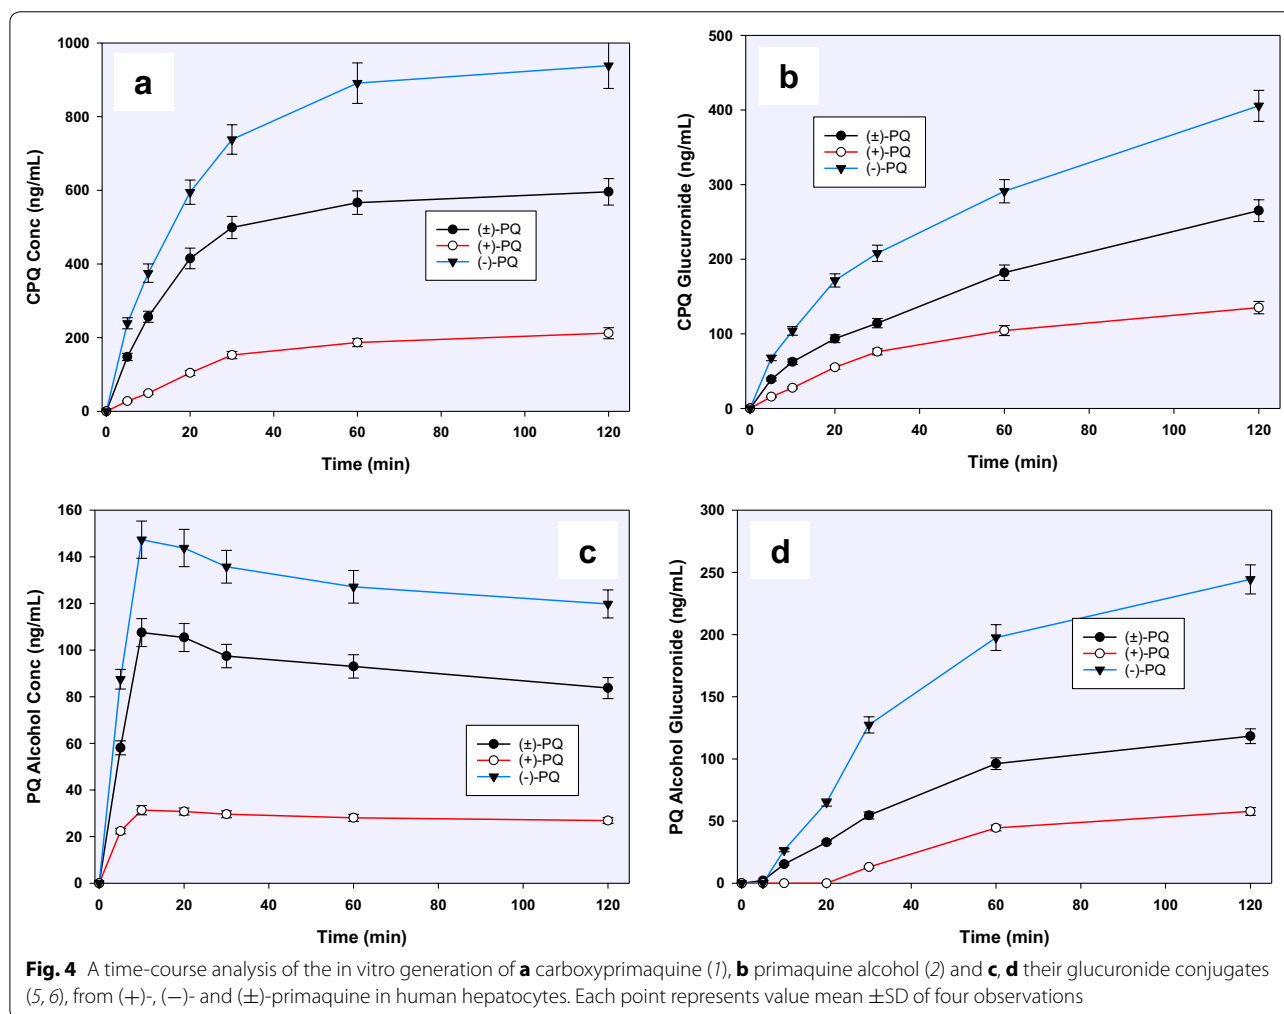 a
CPQ Conc (ng/mL)
1000
800
600
400
200
0
(±)-PQ
(+)-PQ
(-)-PQ
0 20 40 60 80 100 120
Time (min)
b
CPQ Glucuronide (ng/mL)
500
400
300
200
100
0
(±)-PQ
(+)-PQ
(-)-PQ
0 20 40 60 80 100 120
Time (min)
c
PQ Alcohol Conc (ng/mL)
160
140
120
100
80
60
40
20
0
(±)-PQ
(+)-PQ
(-)-PQ
0 20 40 60 80 100 120
Time (min)
d
PQ Alcohol Glucuronide (ng/mL)
300
250
200
150
100
50
0
(±)-PQ
(+)-PQ
(-)-PQ
0 20 40 60 80 100 120
Time (min)
Fig. 4 A time-course analysis of the in vitro generation of a carboxyprimaquine (1), b primaquine alcohol (2) and c, d their glucuronide conjugates
(5, 6), from (+)-, (−)- and (±)-primaquine in human hepatocytes. Each point represents value mean ±SD of four observations